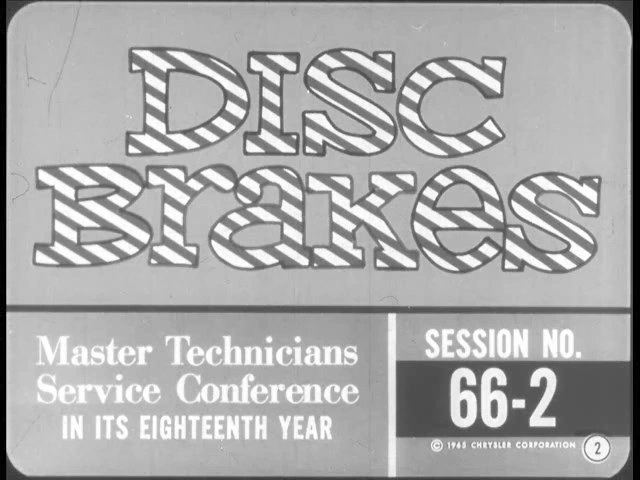 DISC
BRaKes
Master Technicians
Service Conference
IN ITS EIGHTEENTH YEAR
SESSION NO.
66-2
© 1965 CHRYSLER CORPORATION
2